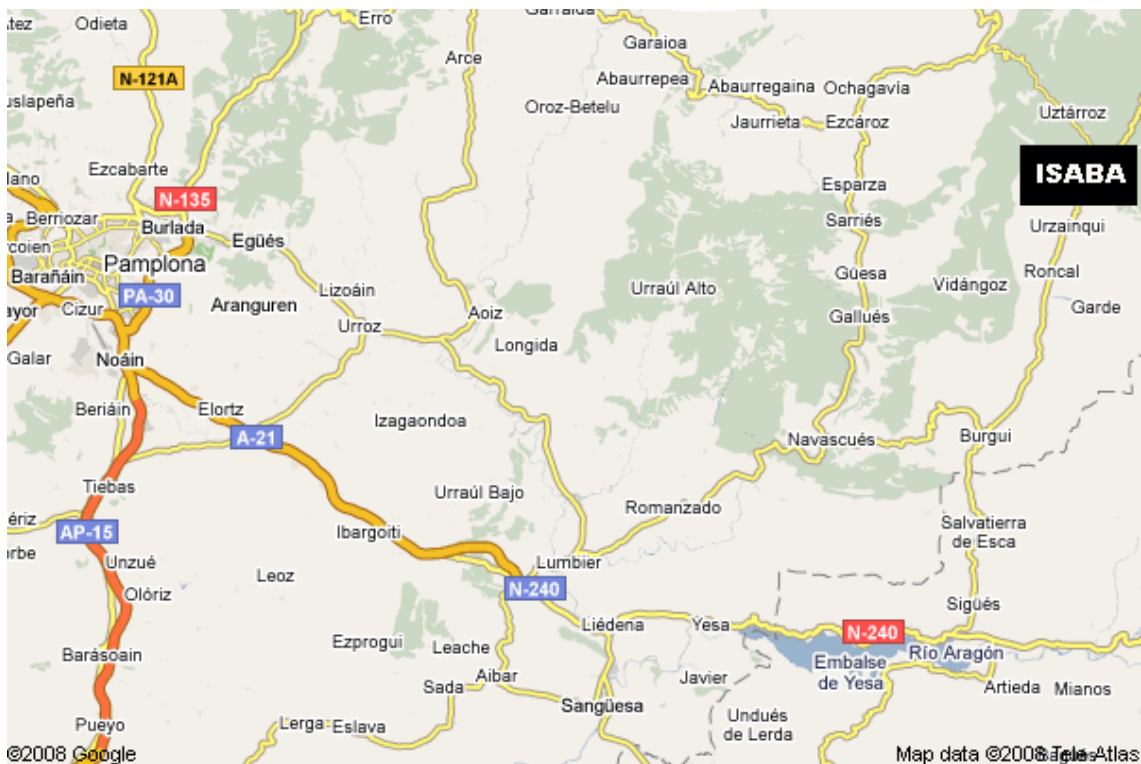 Odieta
Erro
Garralda
Arce
Garaioa
N-121A
Abaurrepea
Abaurregaina
Ochagavía
Oroz-Betelu
Uztárroz
Jaurrieta
Ezcároz
Ezcabarte
ISABA
N-135
Esparza
Berriozar
Burlada
Sarriés
Urzainqui
Egüés
Pamplona
Barañáin
Güesa
Roncal
PA-30
Aranguren
Lizoáin
Urraúl Alto
Vidángoz
Garde
Cizur
Urroz
Aoiz
Gallués
Galar
Noáin
Longida
Beriáin
Elortz
Izagaondoa
A-21
Navascués
Burgui
Tiebas
Urraúl Bajo
Romanzado
AP-15
Ibargoiti
Salvatierra
de Esca
Unzué
Leoz
Lumbier
Olóriz
N-240
Sigüés
Liédena
Yesa
N-240
Ezprogui
Leache
Río Aragón
Barásoain
Aibar
Embalse
de Yesa
Javier
Sada
Artieda
Mianos
Sangüesa
Pueyo
Lerga
Eslava
Undués
de Lerda
©2008 Google
Map data ©2008 Tele Atlas